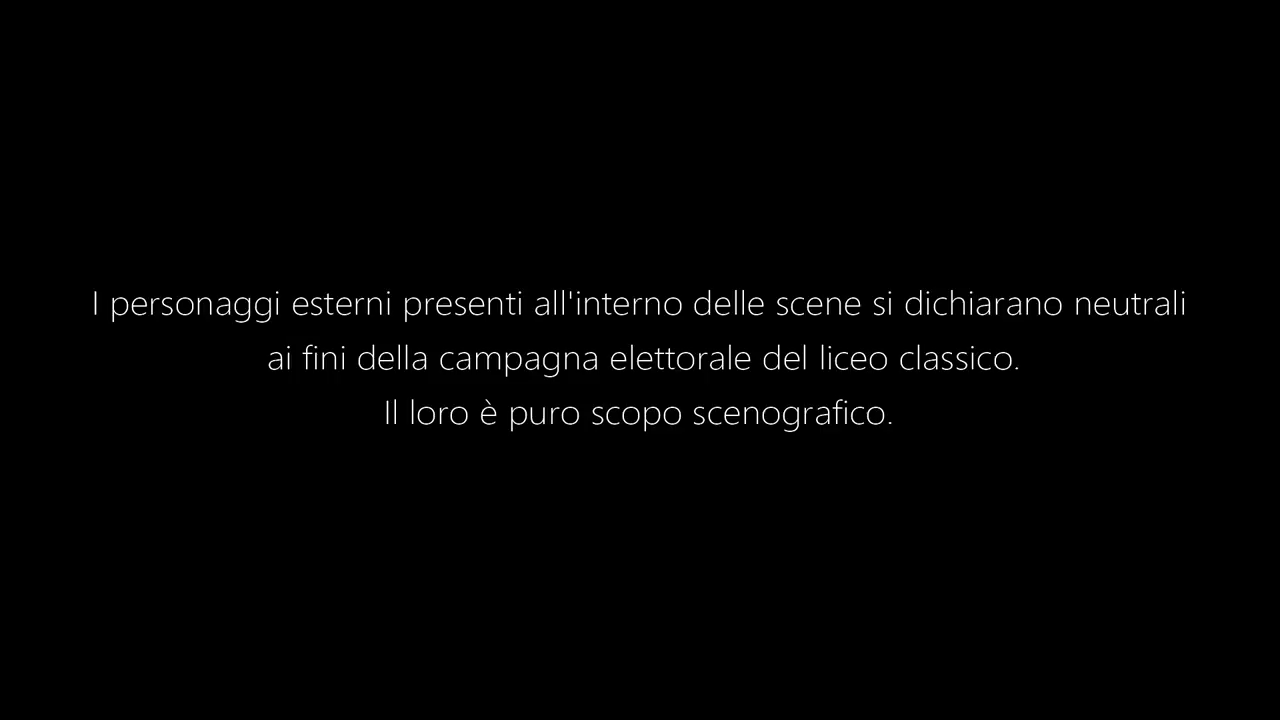 I personaggi esterni presenti all'interno delle scene si dichiarano neutrali
ai fini della campagna elettorale del liceo classico.
Il loro è puro scopo scenografico.